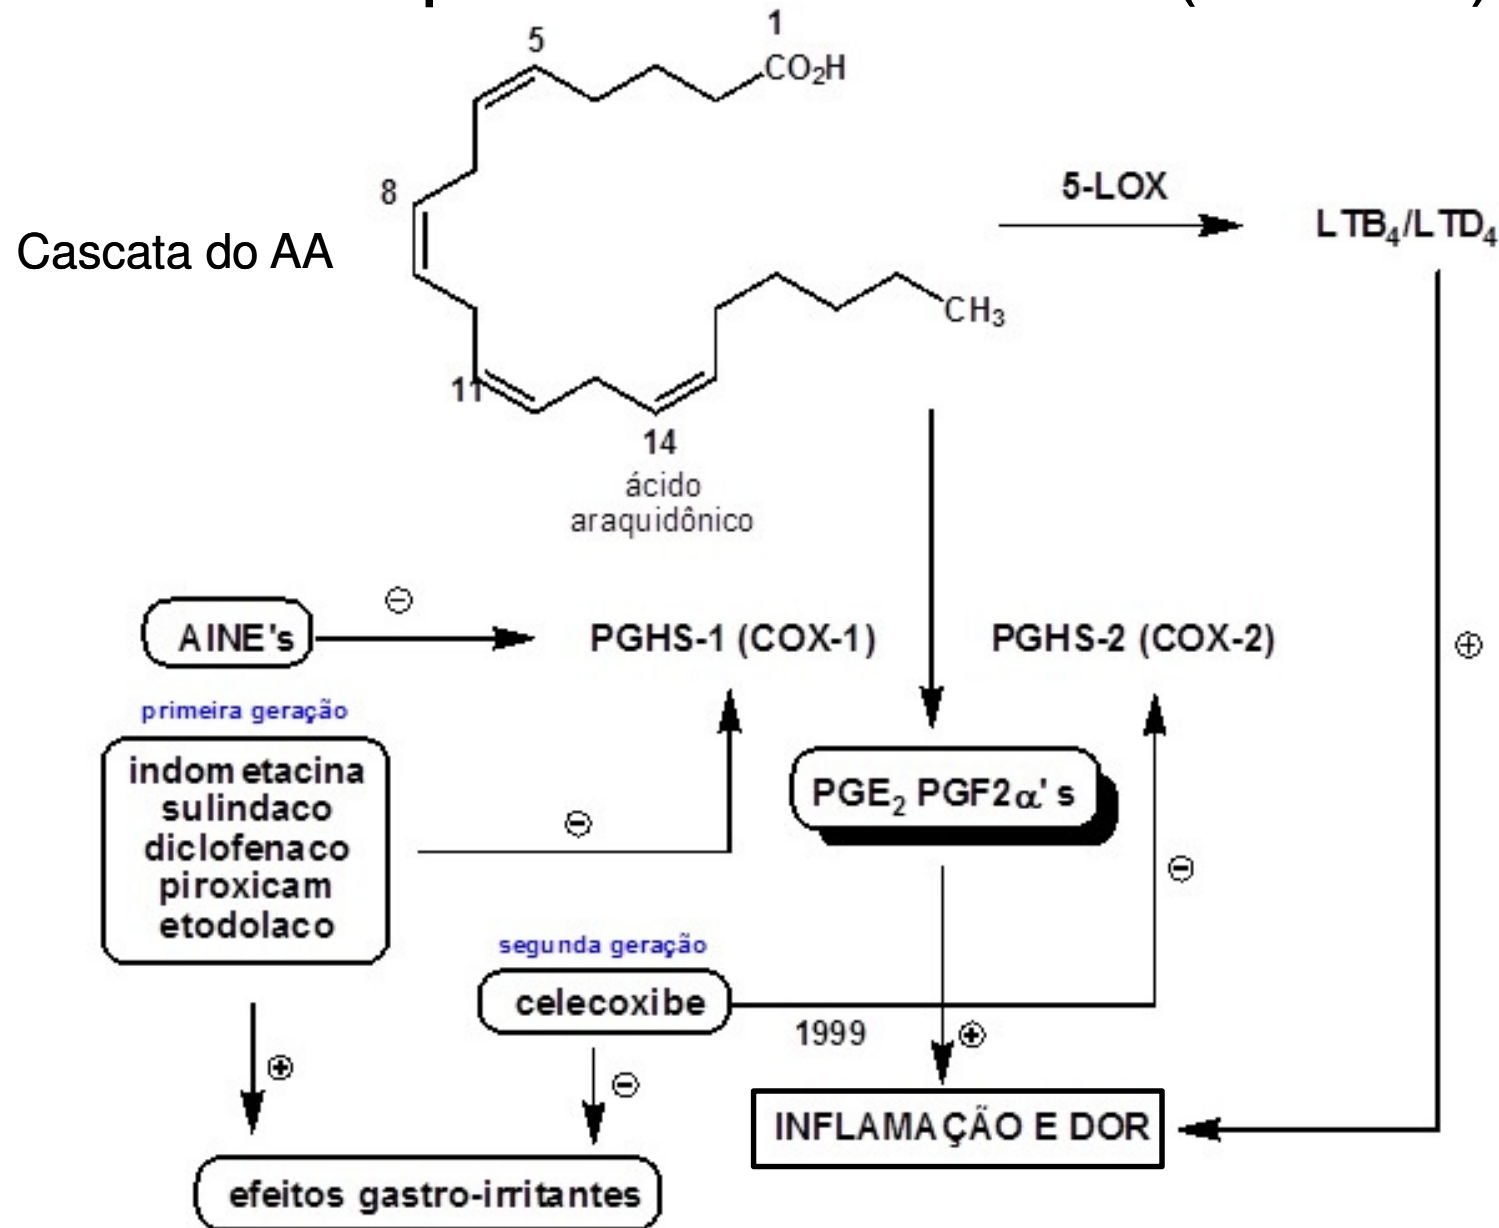 1
5
CO₂H
8
5-LOX
LTB₄/LTD₄
Cascata do AA
CH₃
11
14
ácido
araquidônico
⊖
AINE's
PGHS-1 (COX-1)
PGHS-2 (COX-2)
⊕
primeira geração
indometacina
sulindaco
diclofenaco
piroxicam
etodolaco
⊖
PGE₂ PGF2α's
⊖
segunda geração
celecoxibe
1999
⊕
⊕
⊖
INFLAMAÇÃO E DOR
efeitos gastro-irritantes